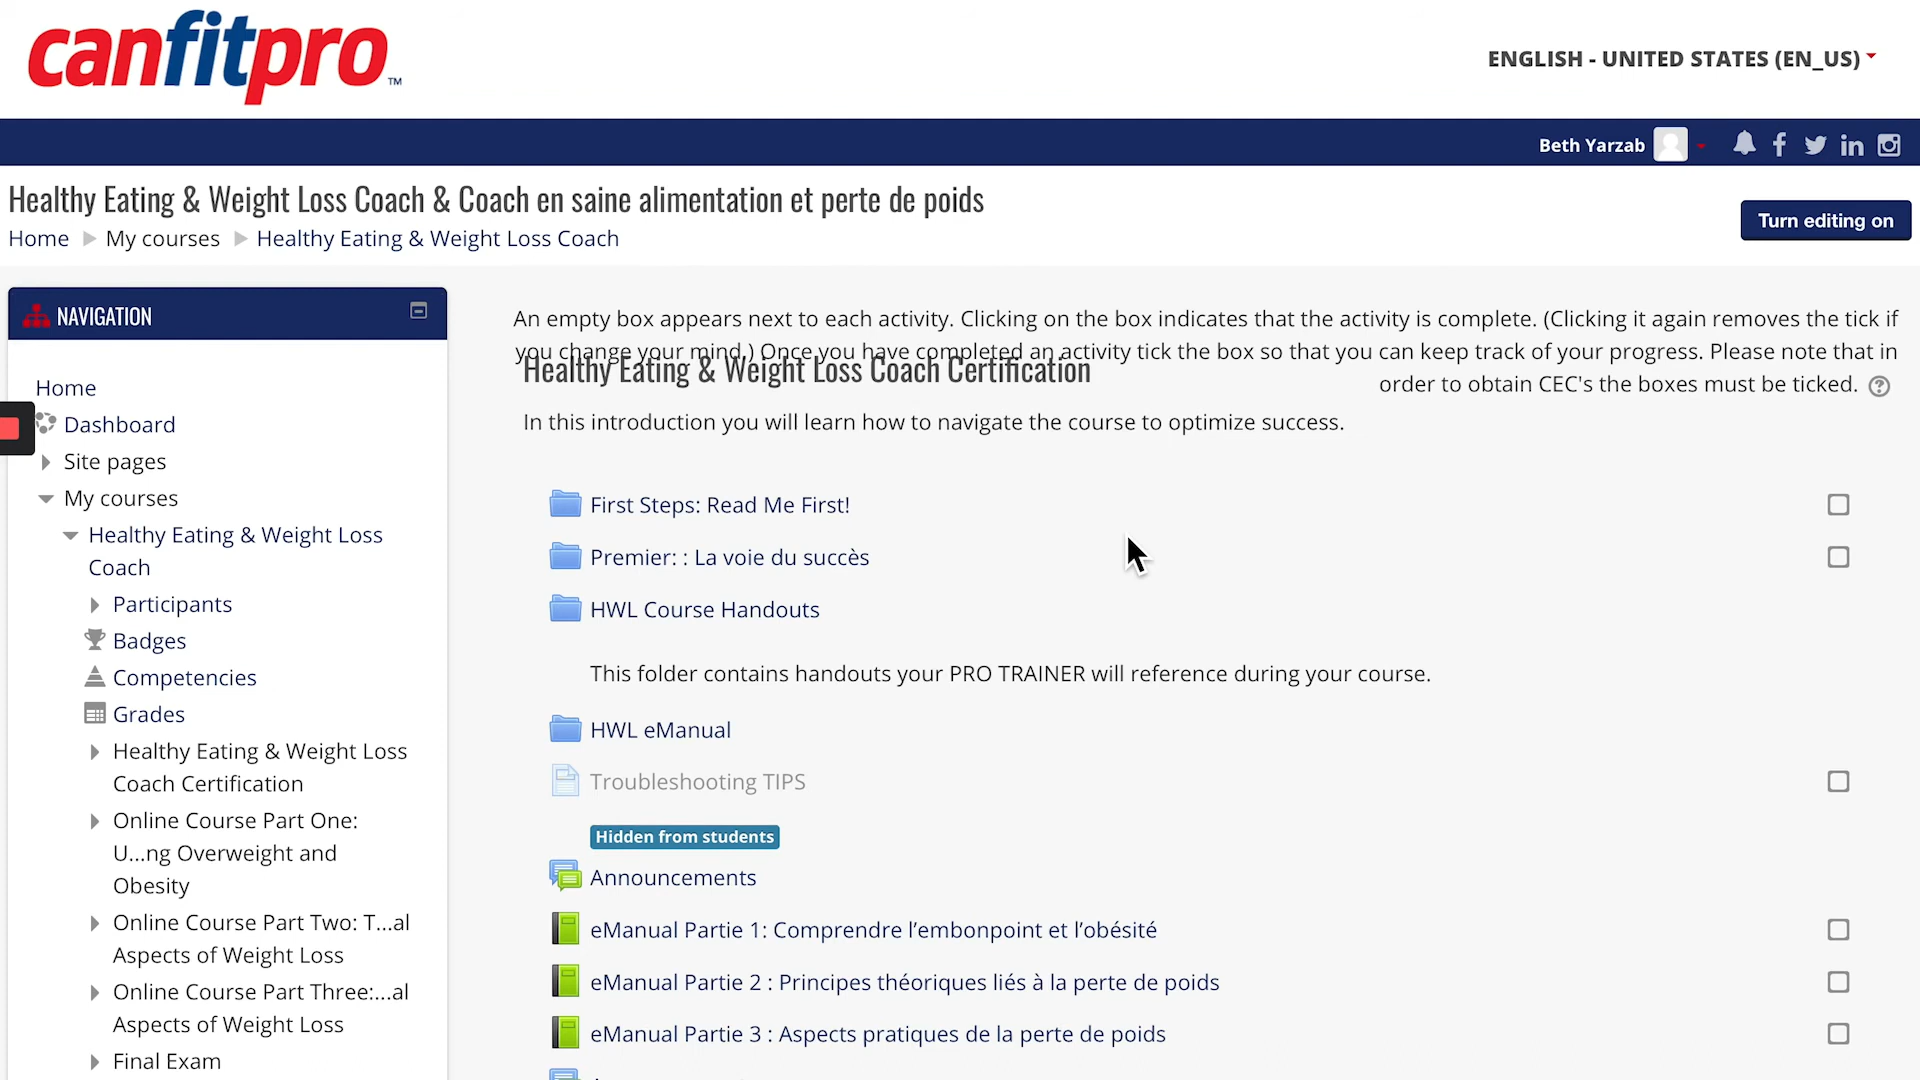 canfitpro™
ENGLISH - UNITED STATES (EN_US)
Beth Yarzab
Healthy Eating & Weight Loss Coach & Coach en saine alimentation et perte de poids
Home My courses Healthy Eating & Weight Loss Coach
Turn editing on
NAVIGATION
Home
Dashboard
Site pages
My courses
Healthy Eating & Weight Loss
Coach
Participants
Badges
Competencies
Grades
Healthy Eating & Weight Loss
Coach Certification
Online Course Part One:
U...ng Overweight and
Obesity
Online Course Part Two: T...al
Aspects of Weight Loss
Online Course Part Three:...al
Aspects of Weight Loss
Final Exam
An empty box appears next to each activity. Clicking on the box indicates that the activity is complete. (Clicking it again removes the tick if
you change your mind.) Once you have completed an activity tick the box so that you can keep track of your progress. Please note that in
order to obtain CEC's the boxes must be ticked.
Healthy Eating & Weight Loss Coach Certification
In this introduction you will learn how to navigate the course to optimize success.
First Steps: Read Me First!
Premier: : La voie du succès
HWL Course Handouts
This folder contains handouts your PRO TRAINER will reference during your course.
HWL eManual
Troubleshooting TIPS
Hidden from students
Announcements
eManual Partie 1: Comprendre l’embonpoint et l’obésité
eManual Partie 2 : Principes théoriques liés à la perte de poids
eManual Partie 3 : Aspects pratiques de la perte de poids